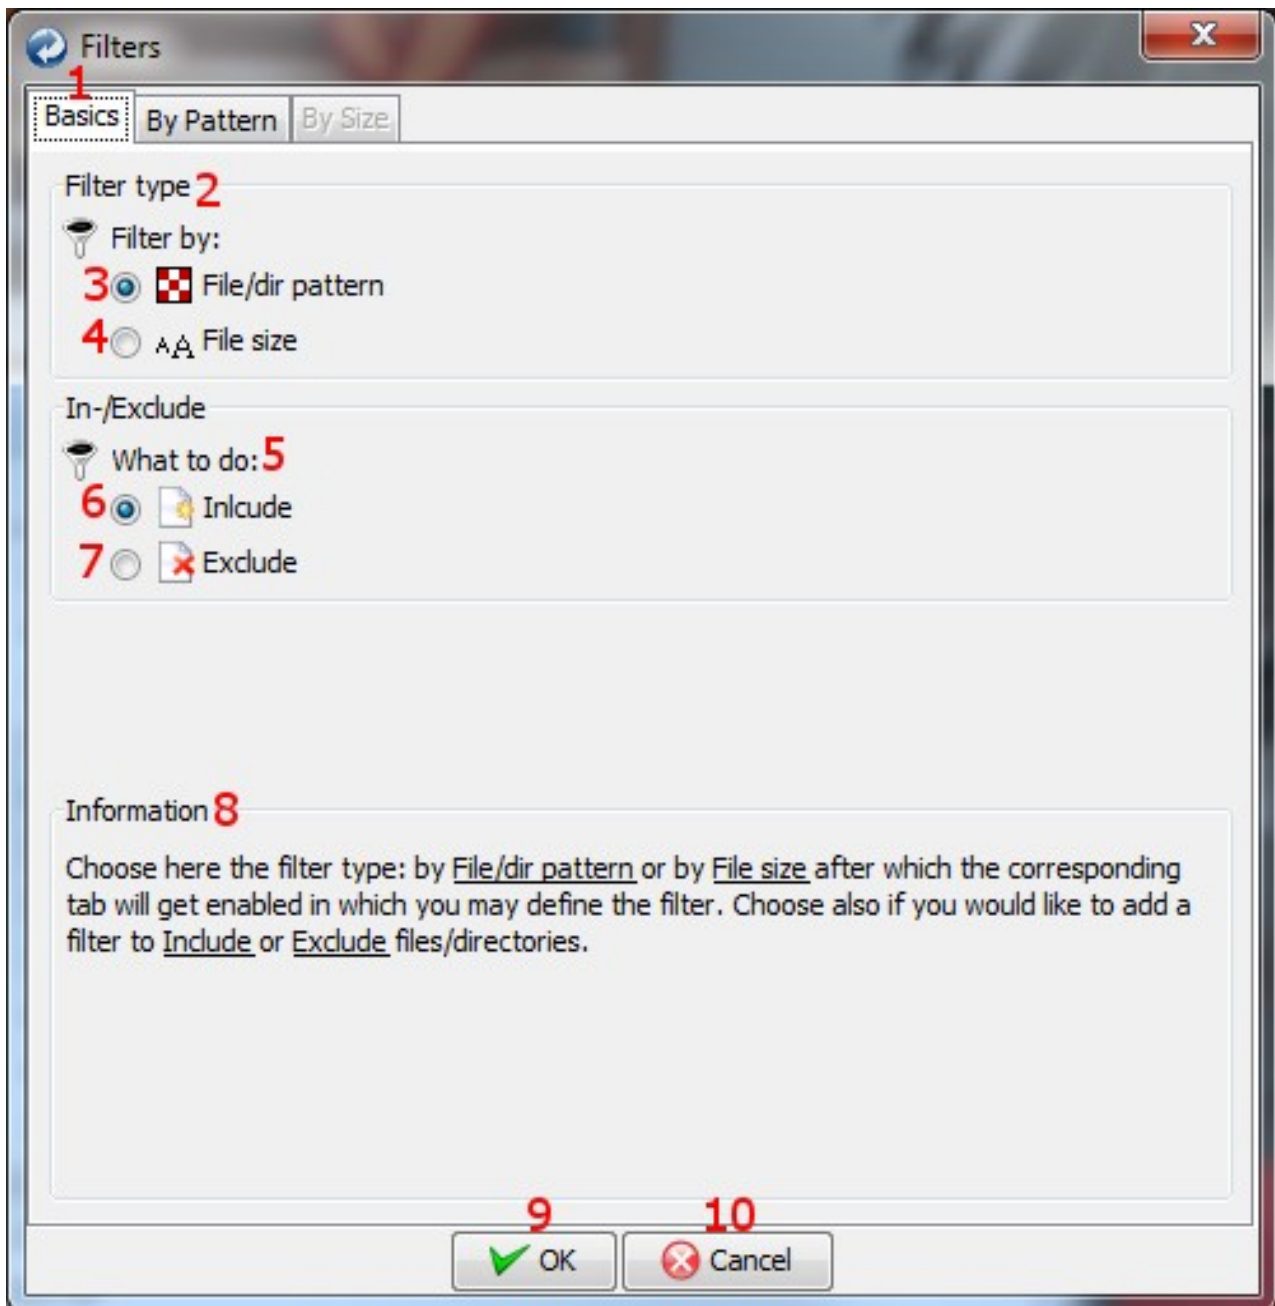 Filters
X
1
Basics By Pattern By Size
Filter type 2
Filter by:
3 File/dir pattern
4 AA File size
In-/Exclude
What to do: 5
6 Inlcude
7 Exclude
Information 8
Choose here the filter type: by File/dir pattern or by File size after which the corresponding
tab will get enabled in which you may define the filter. Choose also if you would like to add a
filter to Include or Exclude files/directories.
9 10
OK Cancel